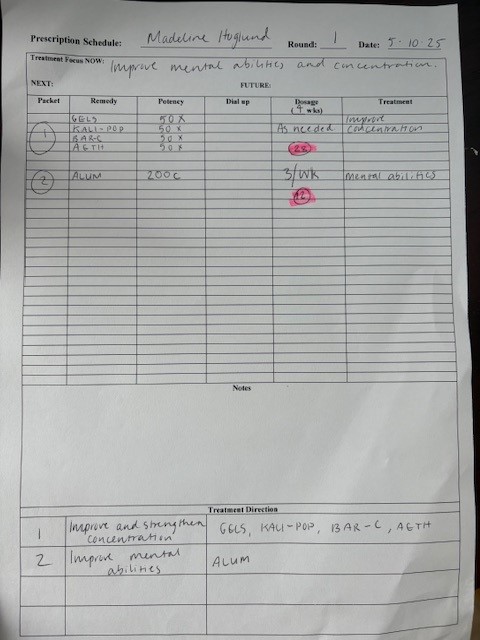 Prescription Schedule: Madeline Huglund Round: 1 Date: 5·10·25
Treatment Focus NOW: Improve mental abilities and concentration.
NEXT: FUTURE:
Packet Remedy Potency Dial up Dosage (4 wks) Treatment
1 GELS 50X As needed Improve concentration
KALI-POP 50X
BAR-C 50X 28
AETH 50X
2 ALUM 200C 3/WK mental abilities
12
Notes
Treatment Direction
1 Improve and strengthen concentration GELS, KALI-POP, BAR-C, AETH
2 Improve mental abilities ALUM